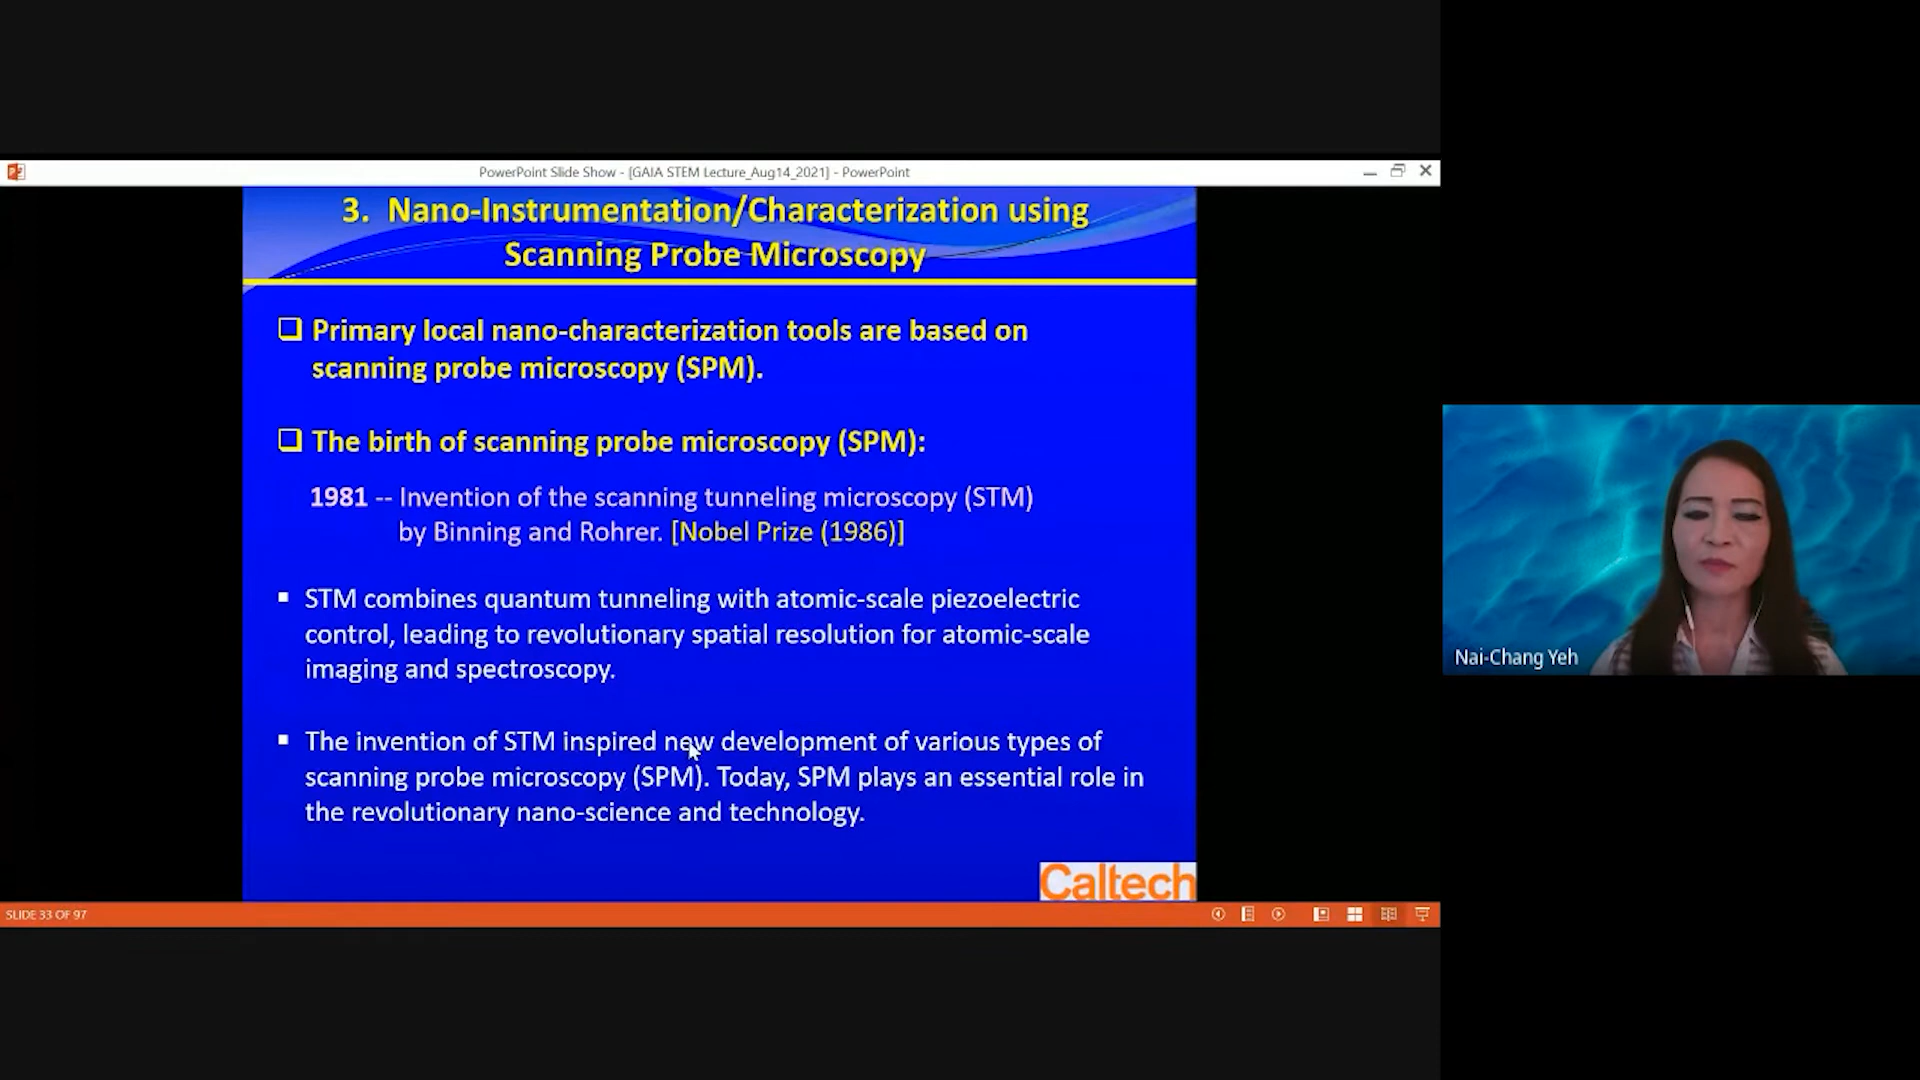 PowerPoint Slide Show - [GAIA STEM Lecture_Aug14_2021] - PowerPoint
3. Nano-Instrumentation/Characterization using
Scanning Probe Microscopy
Primary local nano-characterization tools are based on
scanning probe microscopy (SPM).
The birth of scanning probe microscopy (SPM):
1981 -- Invention of the scanning tunneling microscopy (STM)
by Binning and Rohrer. [Nobel Prize (1986)]
STM combines quantum tunneling with atomic-scale piezoelectric
control, leading to revolutionary spatial resolution for atomic-scale
imaging and spectroscopy.
The invention of STM inspired new development of various types of
scanning probe microscopy (SPM). Today, SPM plays an essential role in
the revolutionary nano-science and technology.
Caltech
SLIDE 33 OF 97
Nai-Chang Yeh